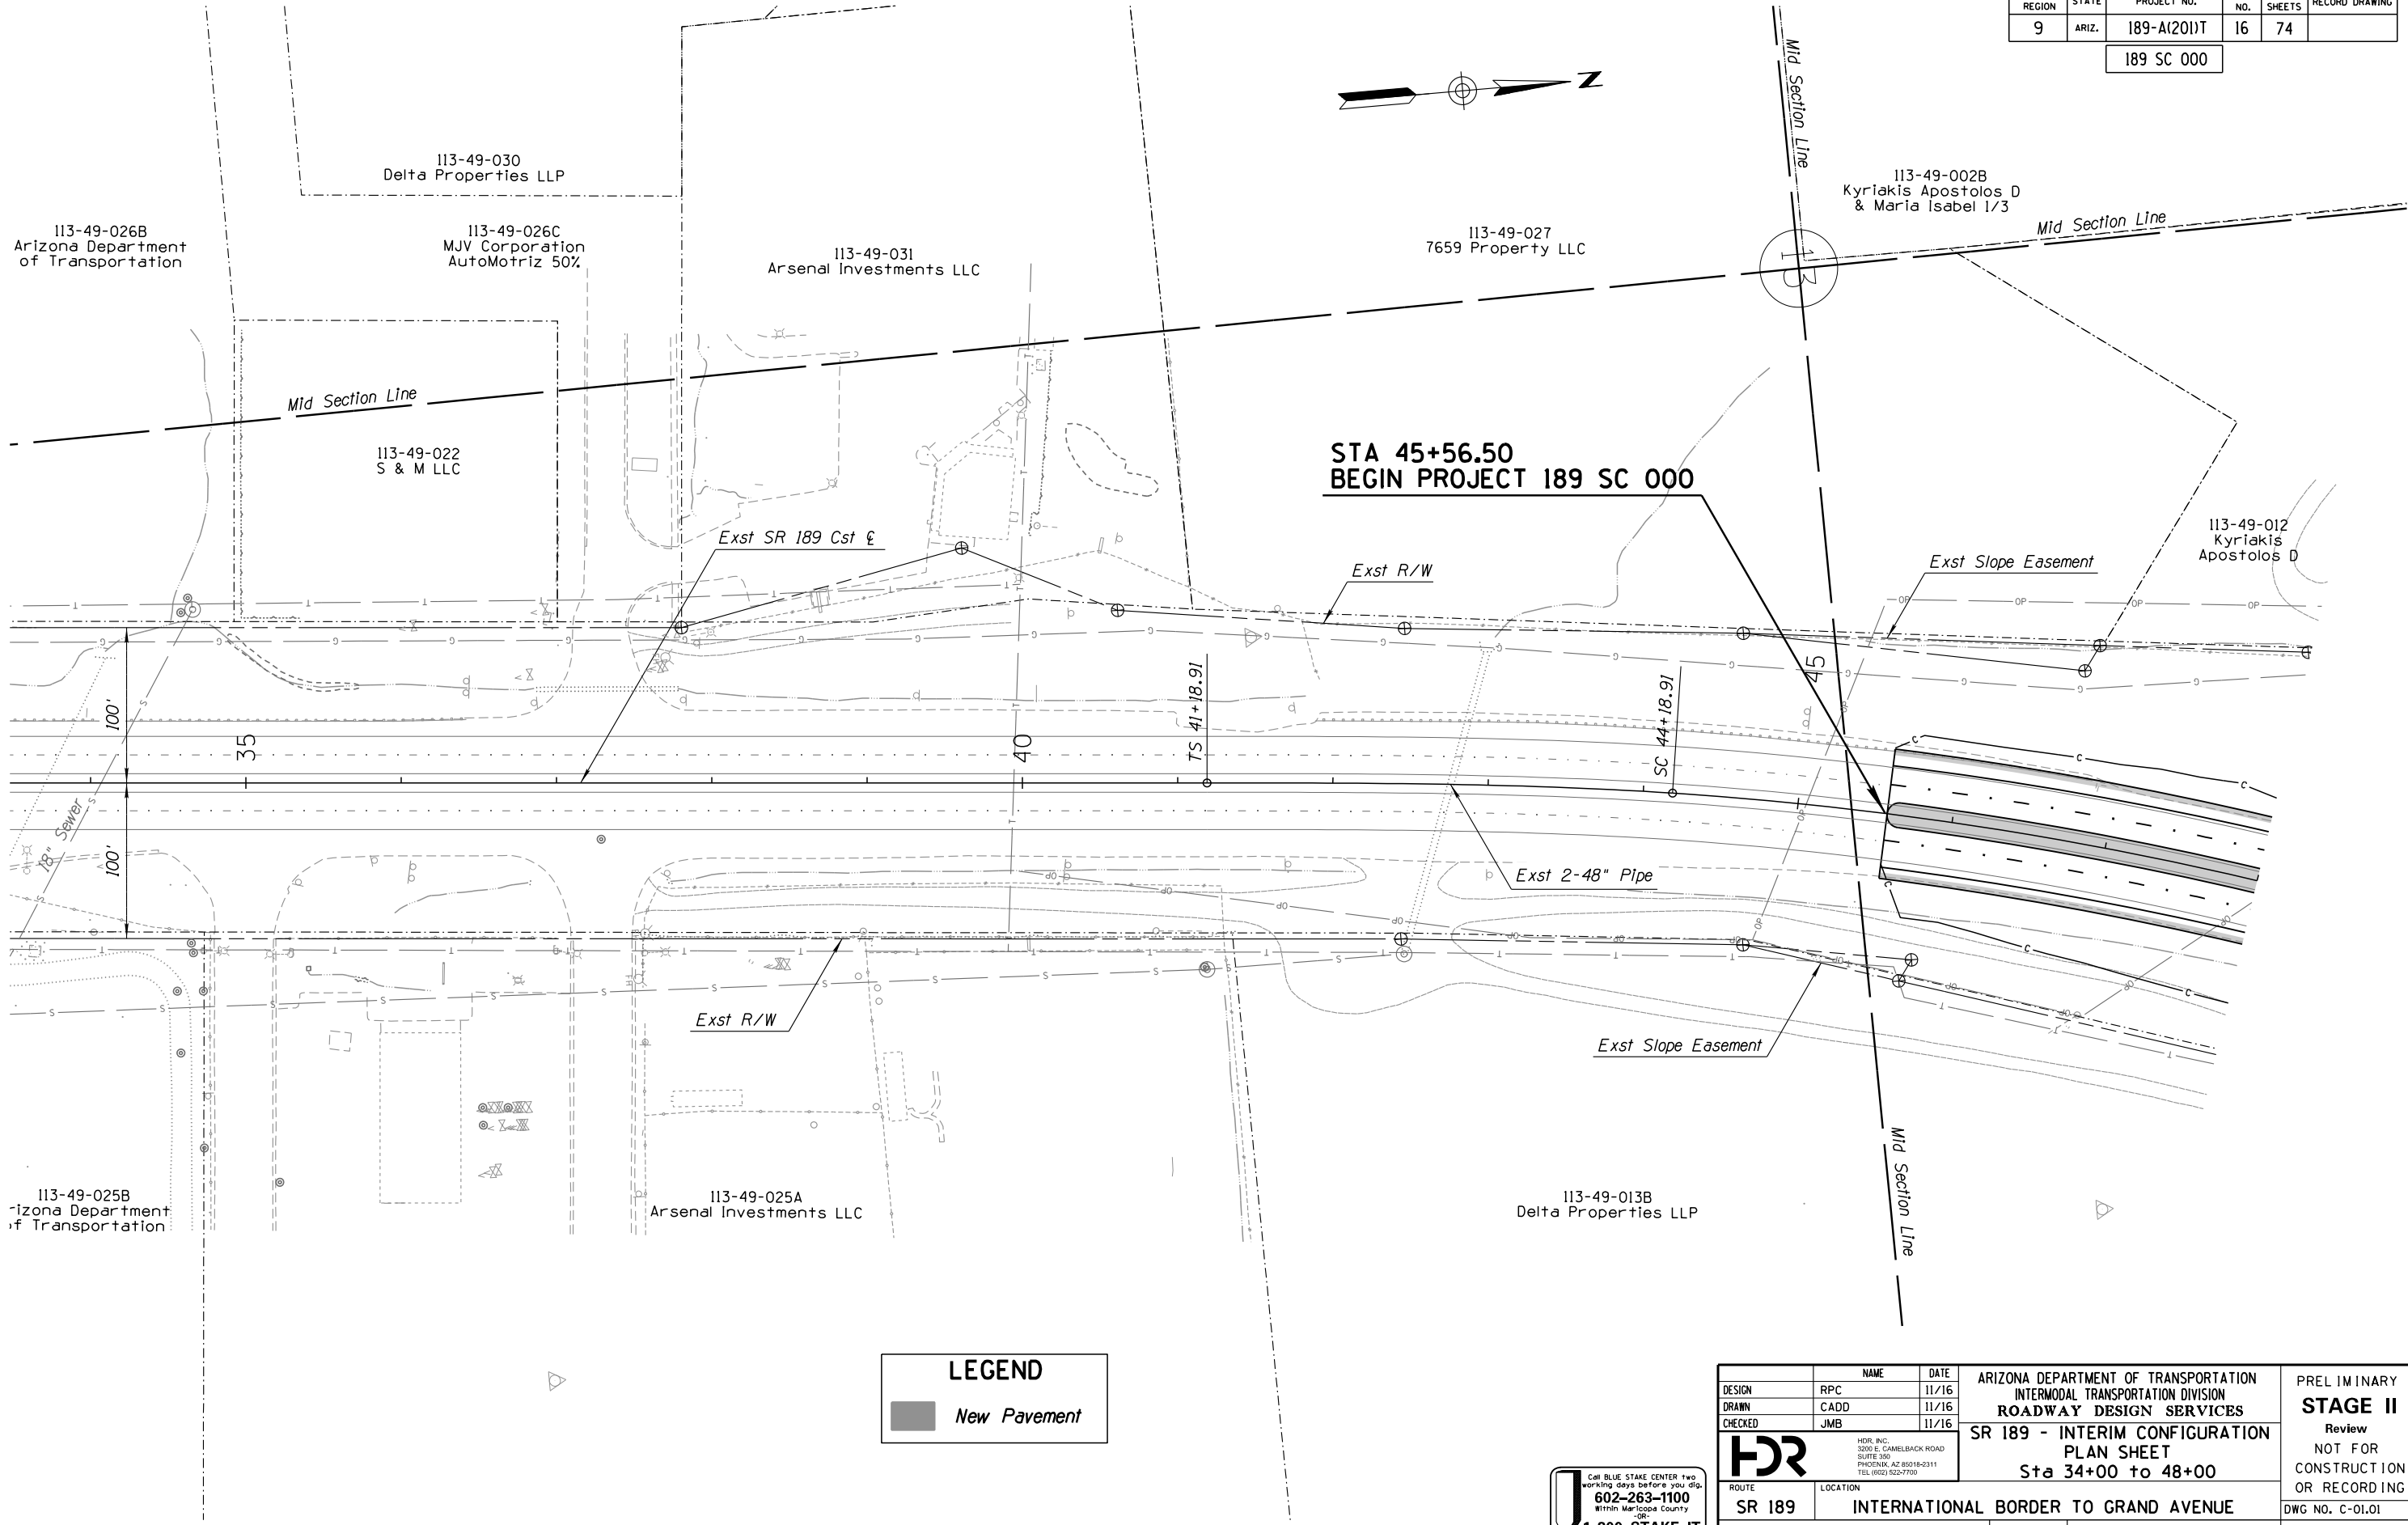 REGION STATE PROJECT NO. NO. SHEETS RECORD DRAWING
9 ARIZ. 189-A(201)T 16 74
189 SC 000
N
Mid Section Line
113-49-030
Delta Properties LLP
113-49-002B
Kyriakis Apostolos D
& Maria Isabel 1/3
Mid Section Line
113-49-026B
Arizona Department
of Transportation
113-49-026C
MJV Corporation
AutoMotriz 50%
113-49-031
Arsenal Investments LLC
113-49-027
7659 Property LLC
13
Mid Section Line
113-49-022
S & M LLC
STA 45+56.50
BEGIN PROJECT 189 SC 000
113-49-012
Kyriakis
Apostolos D
Exst SR 189 Cst ℄
Exst R/W
Exst Slope Easement
100'
35
40
TS 41+18.91
SC 44+18.91
45
18" Sewer
100'
Exst 2-48" Pipe
Exst R/W
Exst Slope Easement
Mid Section Line
113-49-025B
rizona Department
of Transportation
113-49-025A
Arsenal Investments LLC
113-49-013B
Delta Properties LLP
LEGEND
New Pavement
NAME DATE
DESIGN RPC 11/16
DRAWN CADD 11/16
CHECKED JMB 11/16
HDR
HDR, INC.
3200 E. CAMELBACK ROAD
SUITE 350
PHOENIX, AZ 85018-2311
TEL (602) 522-7700
ARIZONA DEPARTMENT OF TRANSPORTATION
INTERMODAL TRANSPORTATION DIVISION
ROADWAY DESIGN SERVICES
SR 189 - INTERIM CONFIGURATION
PLAN SHEET
Sta 34+00 to 48+00
PRELIMINARY
STAGE II
Review
NOT FOR
CONSTRUCTION
OR RECORDING
ROUTE
SR 189
LOCATION
INTERNATIONAL BORDER TO GRAND AVENUE
DWG NO. C-01.01
Call BLUE STAKE CENTER two
working days before you dig.
602-263-1100
Within Maricopa County
-OR-
1-800-STAKE-IT